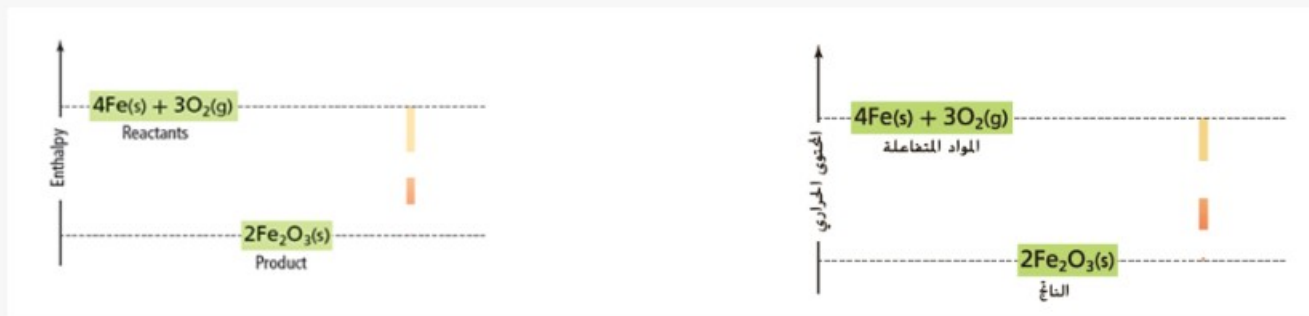 4Fe(s) + 3O₂(g)
Reactants
Enthalpy
2Fe₂O₃(s)
Product
4Fe(s) + 3O₂(g)
المواد المتفاعلة
المحتوى الحراري
2Fe₂O₃(s)
الناتج